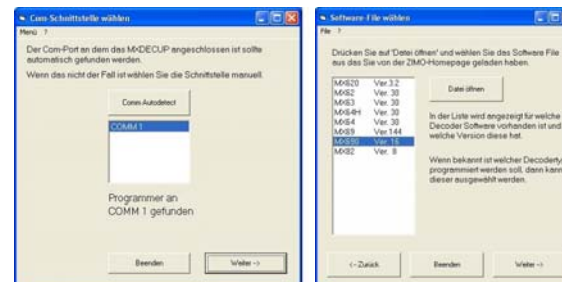 Com-Schnittstelle wählen
Menü ?
Der Com-Port an dem das MXDECUP angeschlossen ist sollte
automatisch gefunden werden.
Wenn das nicht der Fall ist wählen Sie die Schnittstelle manuell.
Comm Autodetect
COMM 1
Programmer an
COMM 1 gefunden
Beenden
Weiter ->
Software-File wählen
File ?
Drücken Sie auf 'Datei öffnen' und wählen Sie das Software File
aus das Sie von der ZIMO-Homepage geladen haben.
MX620 Ver.32
MX62 Ver. 30
MX63 Ver. 30
MX64H Ver. 30
MX64 Ver. 30
MX69 Ver.144
MX690 Ver. 16
MX82 Ver. 8
Datei öffnen
In der Liste wird angezeigt für welche
Decoder Software vorhanden ist und
welche Version diese hat.
Wenn bekannt ist welcher Decoderty
programmiert werden soll, dann kann
dieser ausgewählt werden.
<- Zurück
Beenden
Weiter ->